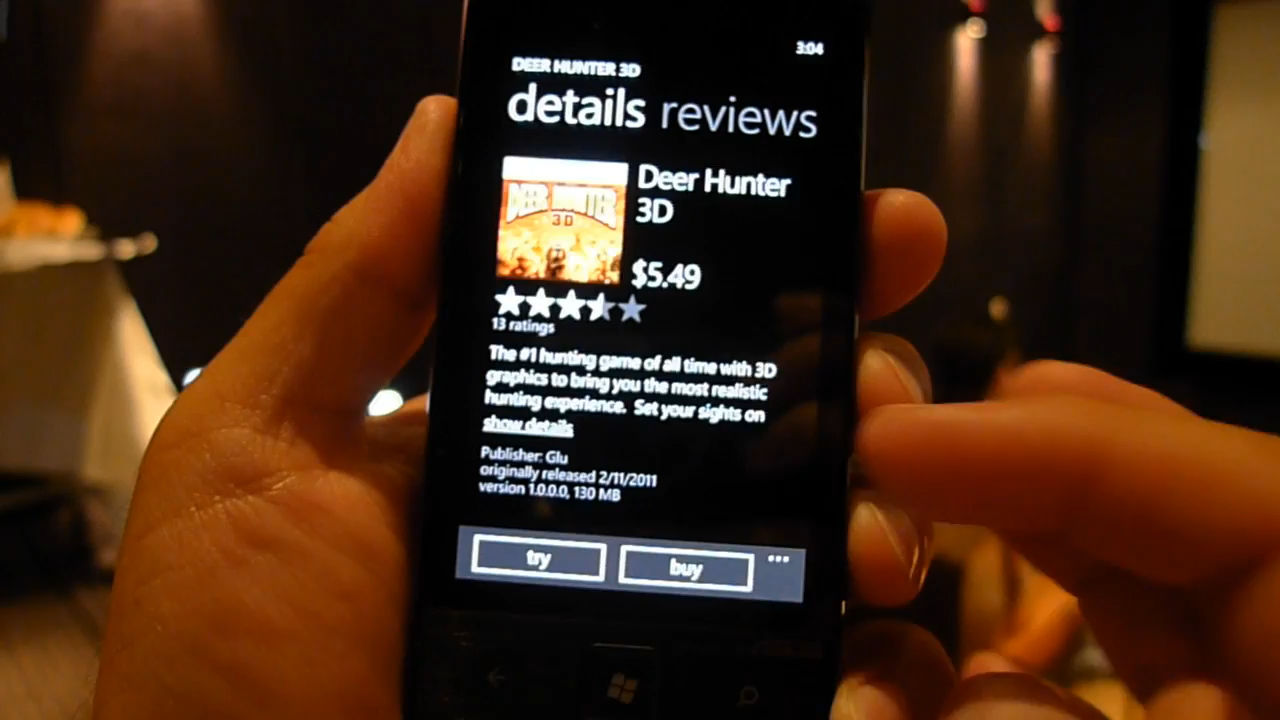 3:04
DEER HUNTER 3D
details reviews
DEER HUNTER
3D
Deer Hunter
3D
$5.49
13 ratings
The #1 hunting game of all time with 3D
graphics to bring you the most realistic
hunting experience. Set your sights on
show details
Publisher: Glu
originally released 2/11/2011
version 1.0.0.0, 130 MB
try
buy